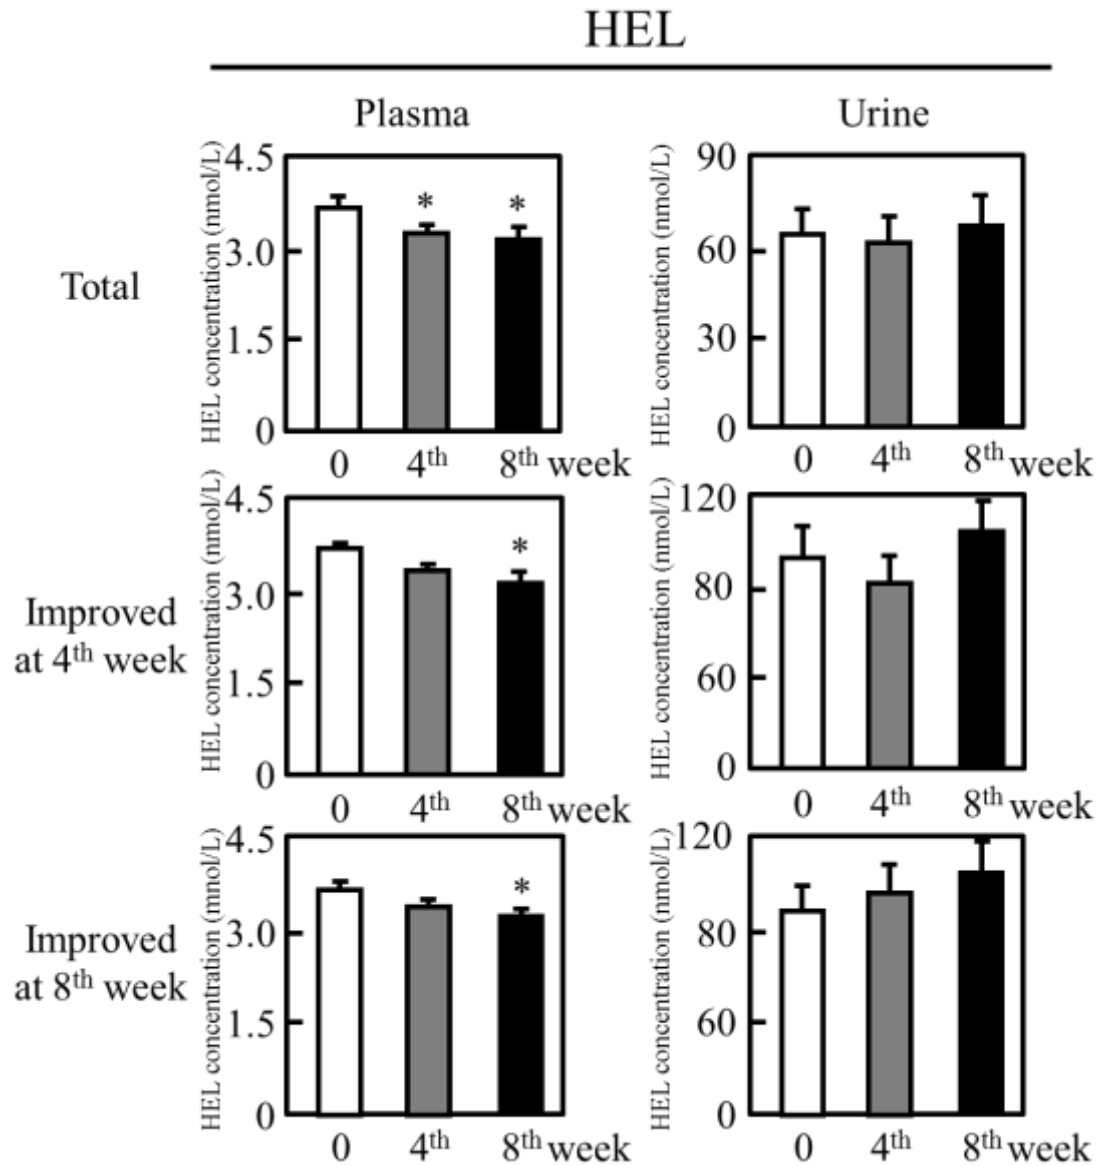 HEL
Plasma
Urine
Total
HEL concentration (nmol/L)
4.5
3.0
1.5
0
*
*
0 4th 8th week
HEL concentration (nmol/L)
90
60
30
0
0 4th 8th week
Improved
at 4th week
HEL concentration (nmol/L)
4.5
3.0
1.5
0
*
0 4th 8th week
HEL concentration (nmol/L)
120
80
60
0
0 4th 8th week
Improved
at 8th week
HEL concentration (nmol/L)
4.5
3.0
1.5
0
*
0 4th 8th week
HEL concentration (nmol/L)
120
80
60
0
0 4th 8th week